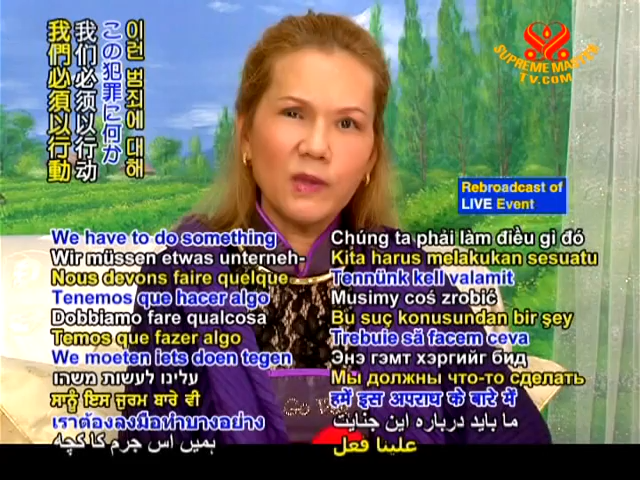 이런 범죄에 대해
この犯罪に何か
我们必须以行动
我們必須以行動
SUPREME MASTER
TV.COM
Rebroadcast of
LIVE Event
We have to do something
Wir müssen etwas unterneh-
Nous devons faire quelque
Tenemos que hacer algo
Dobbiamo fare qualcosa
Temos que fazer algo
We moeten iets doen tegen
עלינו לעשות משהו
ਸਾਨੂੰ ਇਸ ਜੁਰਮ ਬਾਰੇ ਵੀ
เราต้องลงมือทำบางอย่าง
ہمیں اس جرم کا کچھ
Chúng ta phải làm điều gì đó
Kita harus melakukan sesuatu
Tennünk kell valamit
Musimy coś zrobić
Bu suç konusundan bir şey
Trebuie să facem ceva
Энэ гэмт хэргийг бид
Мы должны что-то сделать
हमें इस अपराध के बारे में
ما باید درباره این جنایت
علينا فعل